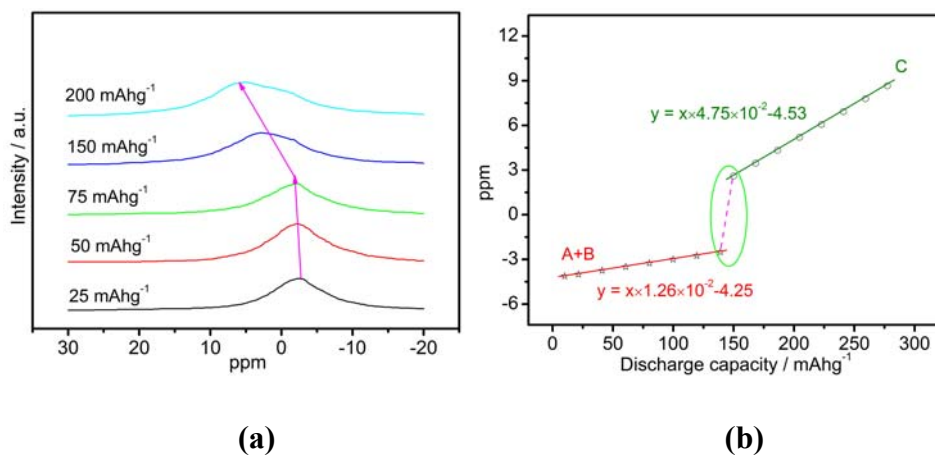 200 mAhg⁻¹
150 mAhg⁻¹
75 mAhg⁻¹
50 mAhg⁻¹
25 mAhg⁻¹
Intensity / a.u.
30 20 10 0 -10 -20
ppm
(a)
12
9
6
3
0
-3
-6
ppm
C
y = x×4.75×10⁻²-4.53
A+B
y = x×1.26×10⁻²-4.25
0 50 100 150 200 250 300
Discharge capacity / mAhg⁻¹
(b)